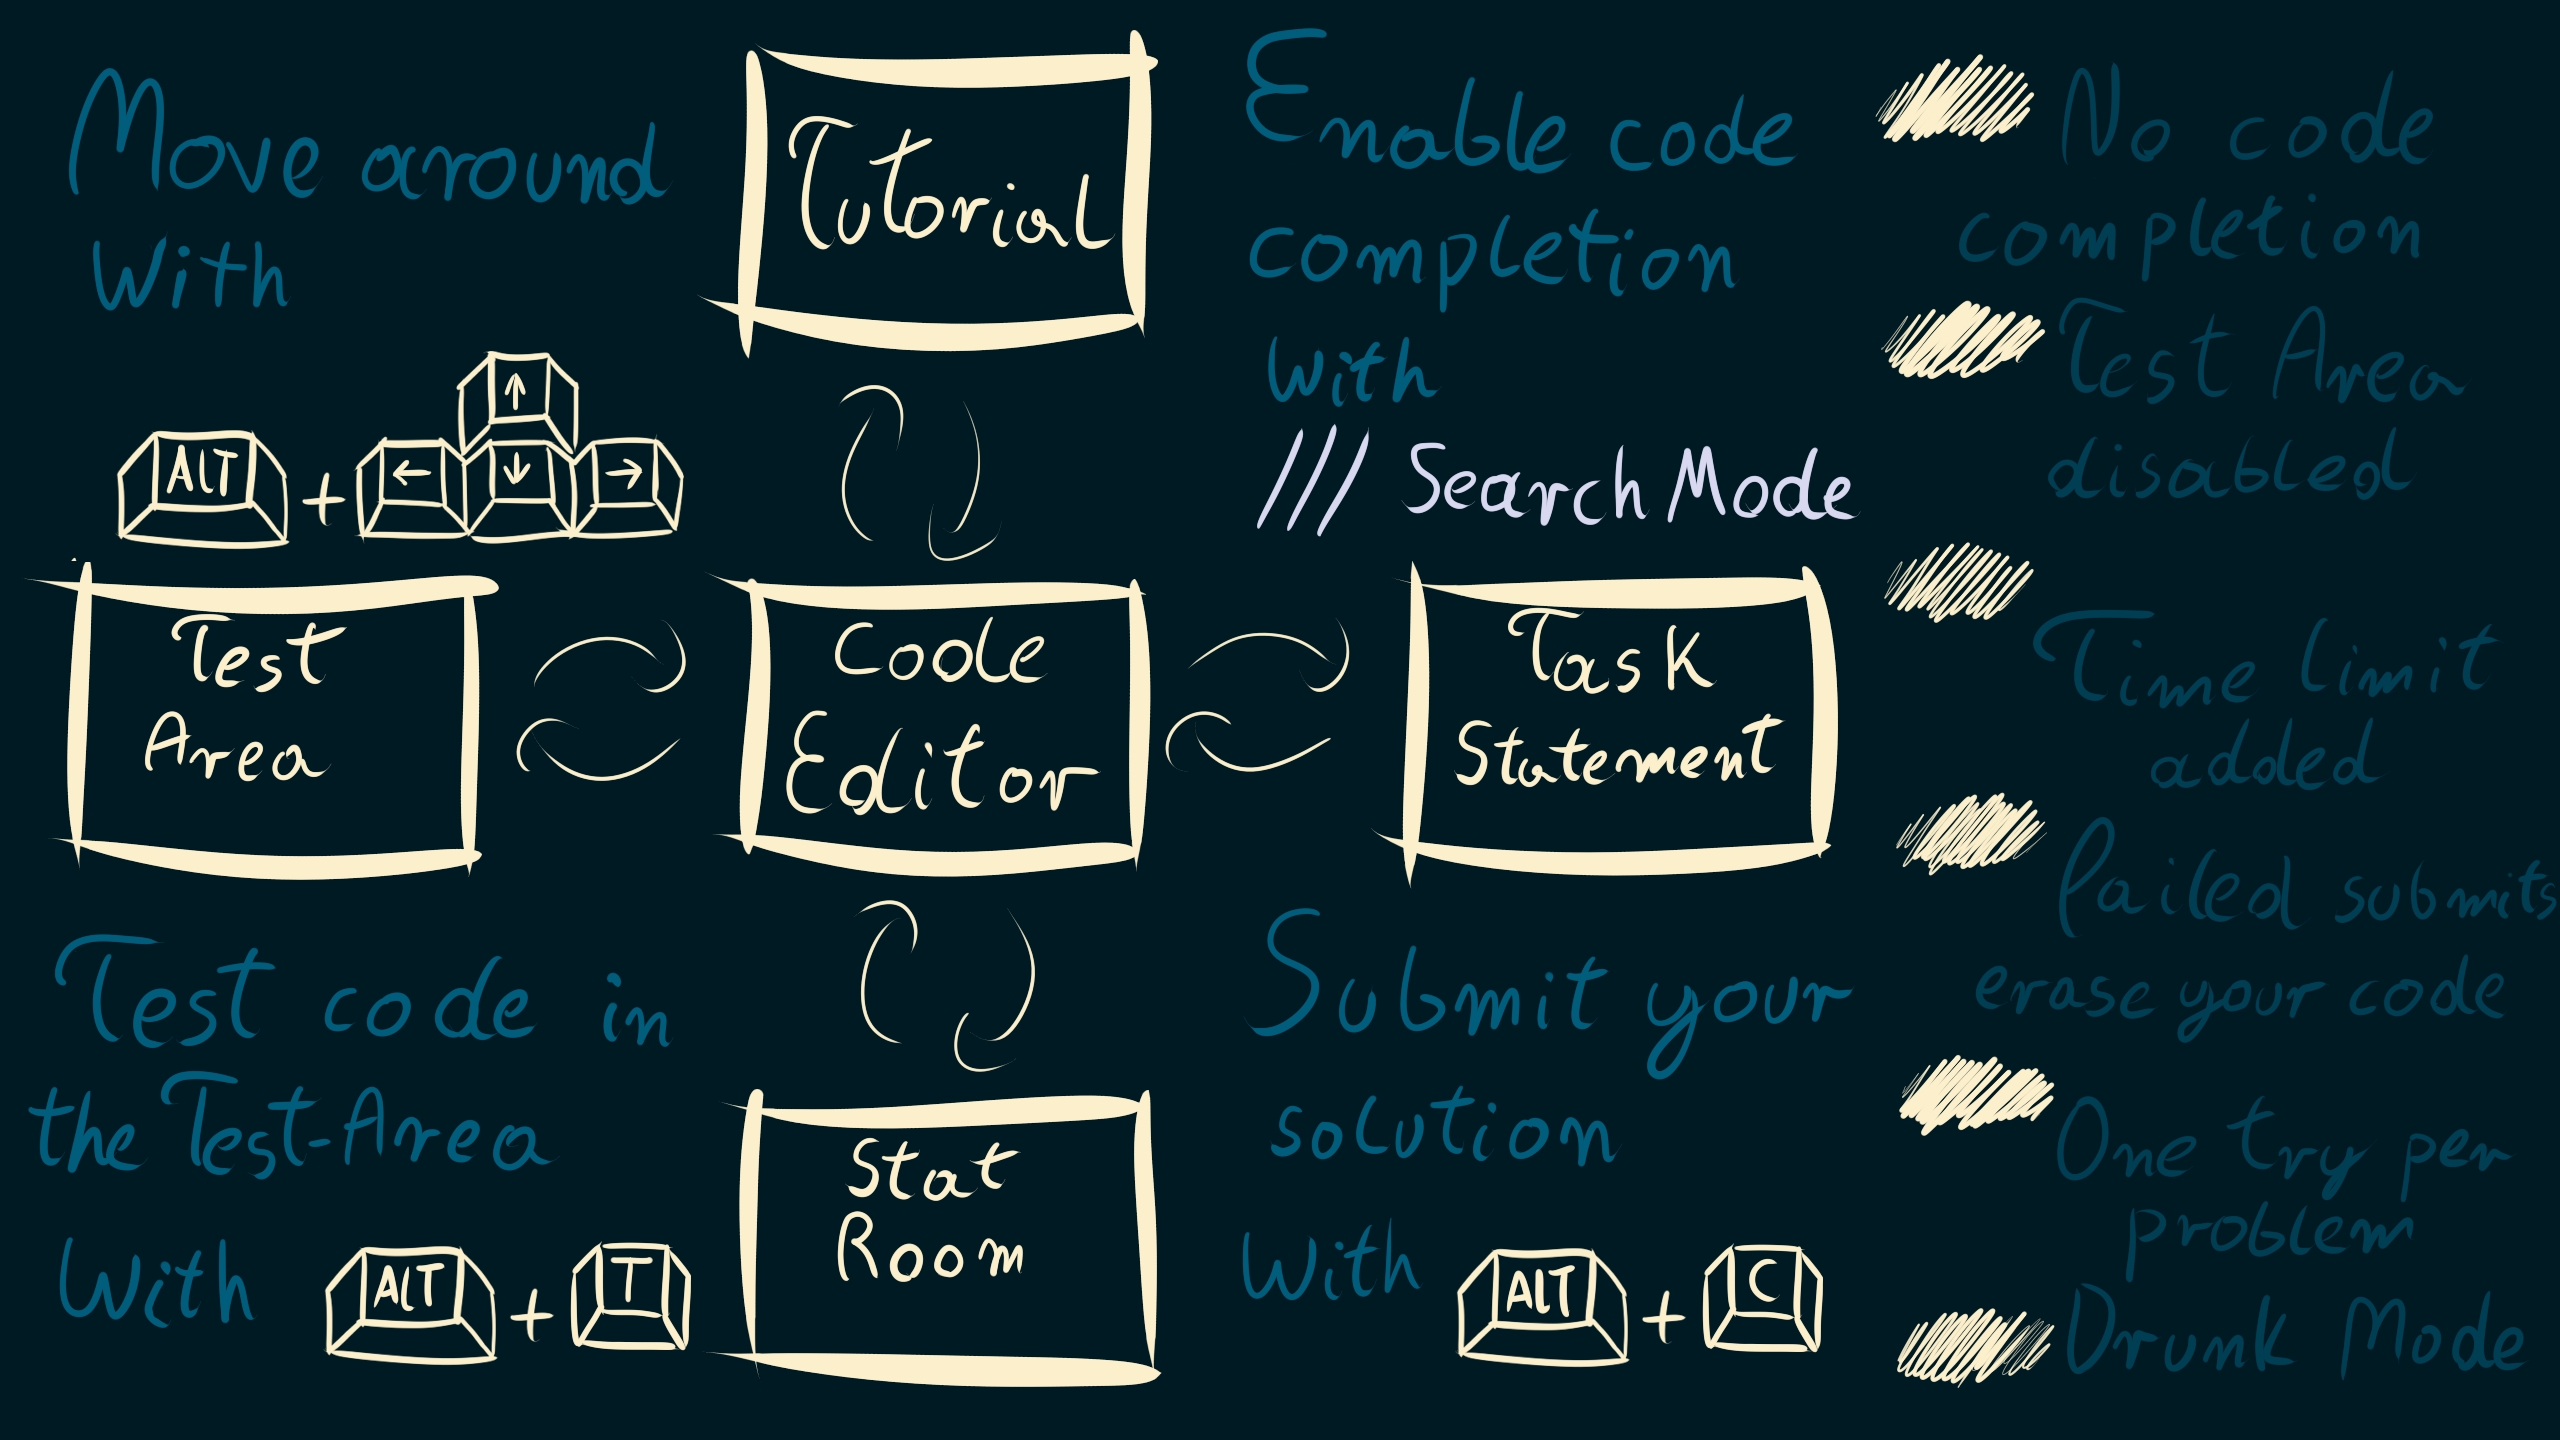 Move around
With
ALT + ↑ ← ↓ →
Tutorial
Enable code
completion
With
/// Search Mode
Test
Area
Code
Editor
Task
Statement
Test code in
the Test-Area
With
ALT + T
Stat
Room
Submit your
solution
With
ALT + C
No code
completion
Test Area
disabled
Time limit
added
failed submits
erase your code
One try per
problem
Drunk Mode